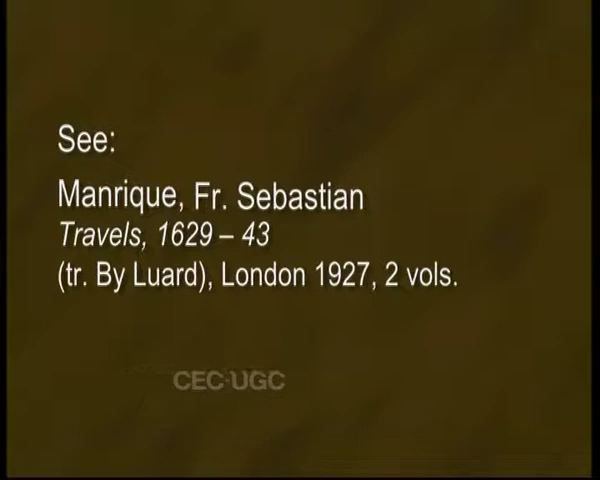 See:
Manrique, Fr. Sebastian
Travels, 1629 – 43
(tr. By Luard), London 1927, 2 vols.
CEC-UGC